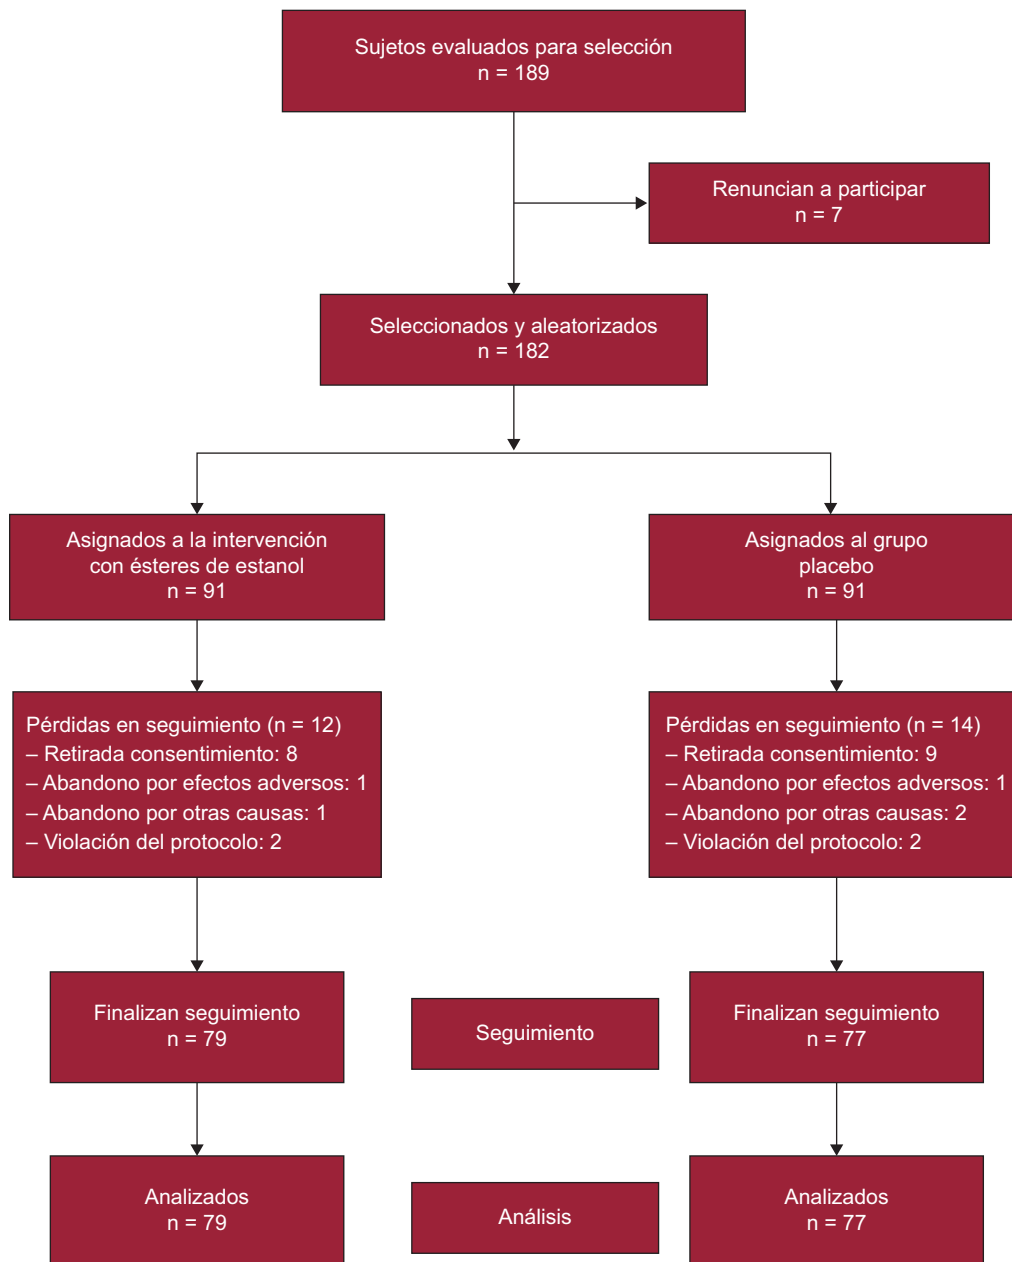 Sujetos evaluados para selección
n = 189
Renuncian a participar
n = 7
Seleccionados y aleatorizados
n = 182
Asignados a la intervención
con ésteres de estanol
n = 91
Asignados al grupo
placebo
n = 91
Pérdidas en seguimiento (n = 12)
– Retirada consentimiento: 8
– Abandono por efectos adversos: 1
– Abandono por otras causas: 1
– Violación del protocolo: 2
Pérdidas en seguimiento (n = 14)
– Retirada consentimiento: 9
– Abandono por efectos adversos: 1
– Abandono por otras causas: 2
– Violación del protocolo: 2
Finalizan seguimiento
n = 79
Seguimiento
Finalizan seguimiento
n = 77
Analizados
n = 79
Análisis
Analizados
n = 77